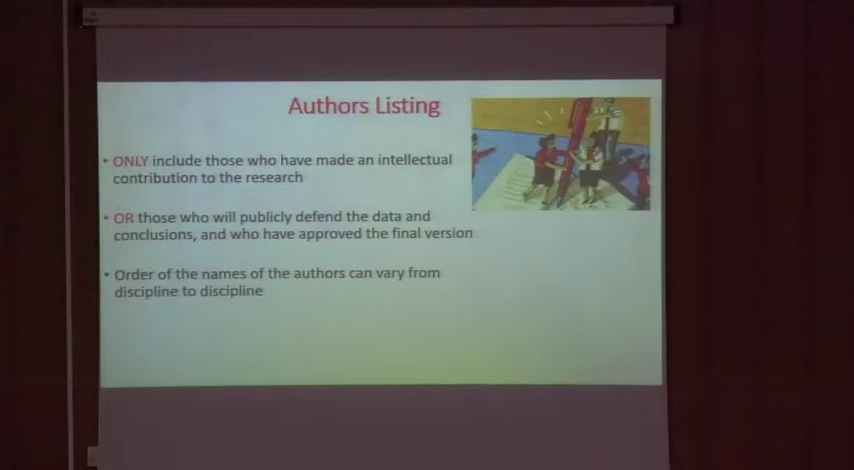 Authors Listing
• ONLY include those who have made an intellectual
contribution to the research
• OR those who will publicly defend the data and
conclusions, and who have approved the final version
• Order of the names of the authors can vary from
discipline to discipline